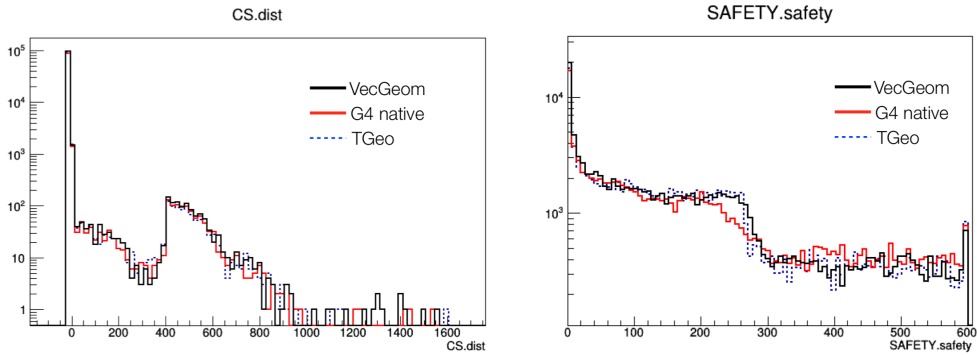 CS.dist
10^5
10^4
10^3
10^2
10
1
VecGeom
G4 native
TGeo
0 200 400 600 800 1000 1200 1400 1600
CS.dist
SAFETY.safety
10^4
10^3
VecGeom
G4 native
TGeo
0 100 200 300 400 500 600
SAFETY.safety